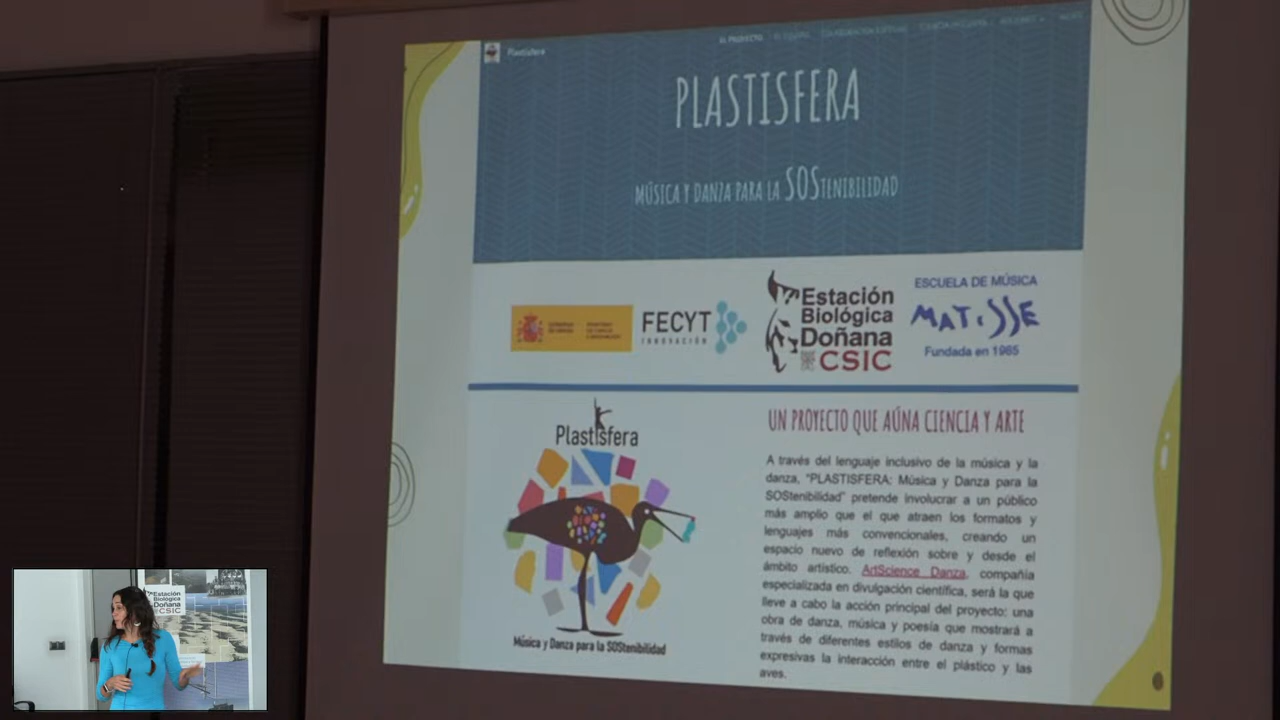 Plastisfera
EL PROYECTO
PLASTISFERA
MÚSICA Y DANZA PARA LA SOSTENIBILIDAD
FECYT
INNOVACIÓN
Estación
Biológica
Doñana
CSIC
ESCUELA DE MÚSICA
MATISSE
Fundada en 1985
Plastisfera
Música y Danza para la SOStenibilidad
UN PROYECTO QUE AÚNA CIENCIA Y ARTE
A través del lenguaje inclusivo de la música y la
danza, "PLASTISFERA: Música y Danza para la
SOStenibilidad" pretende involucrar a un público
más amplio que el que atraen los formatos y
lenguajes más convencionales, creando un
espacio nuevo de reflexión sobre y desde el
ámbito artístico. ArtScience Danza, compañía
especializada en divulgación científica, será la que
lleve a cabo la acción principal del proyecto: una
obra de danza, música y poesía que mostrará a
través de diferentes estilos de danza y formas
expresivas la interacción entre el plástico y las
aves.
Estación
Biológica
Doñana
CSIC